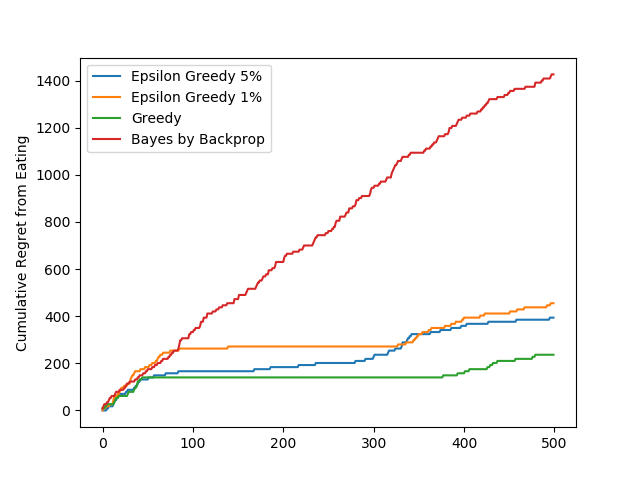 Epsilon Greedy 5%
Epsilon Greedy 1%
Greedy
Bayes by Backprop
Cumulative Regret from Eating
1400
1200
1000
800
600
400
200
0
0 100 200 300 400 500